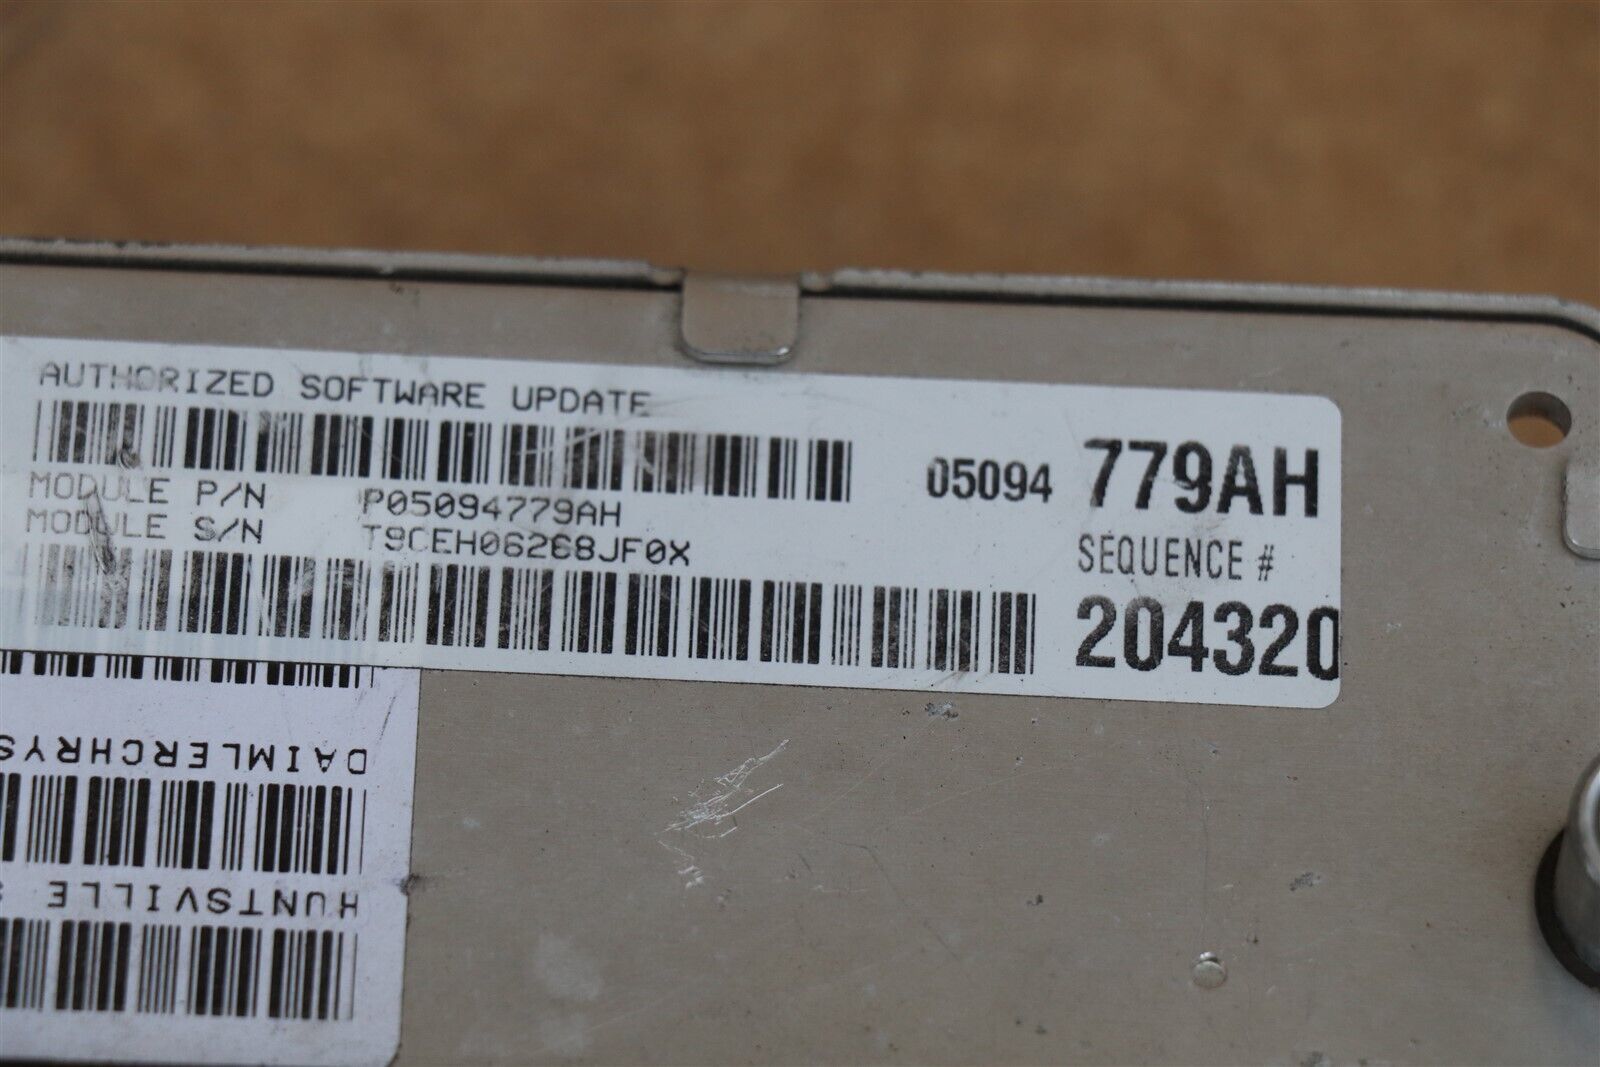 AUTHORIZED SOFTWARE UPDATE
05094 779AH
MODULE P/N P05094779AH
MODULE S/N T9CEH06268JF0X
SEQUENCE #
204320
DAIMLERCHRYS
HUNTSVILLE